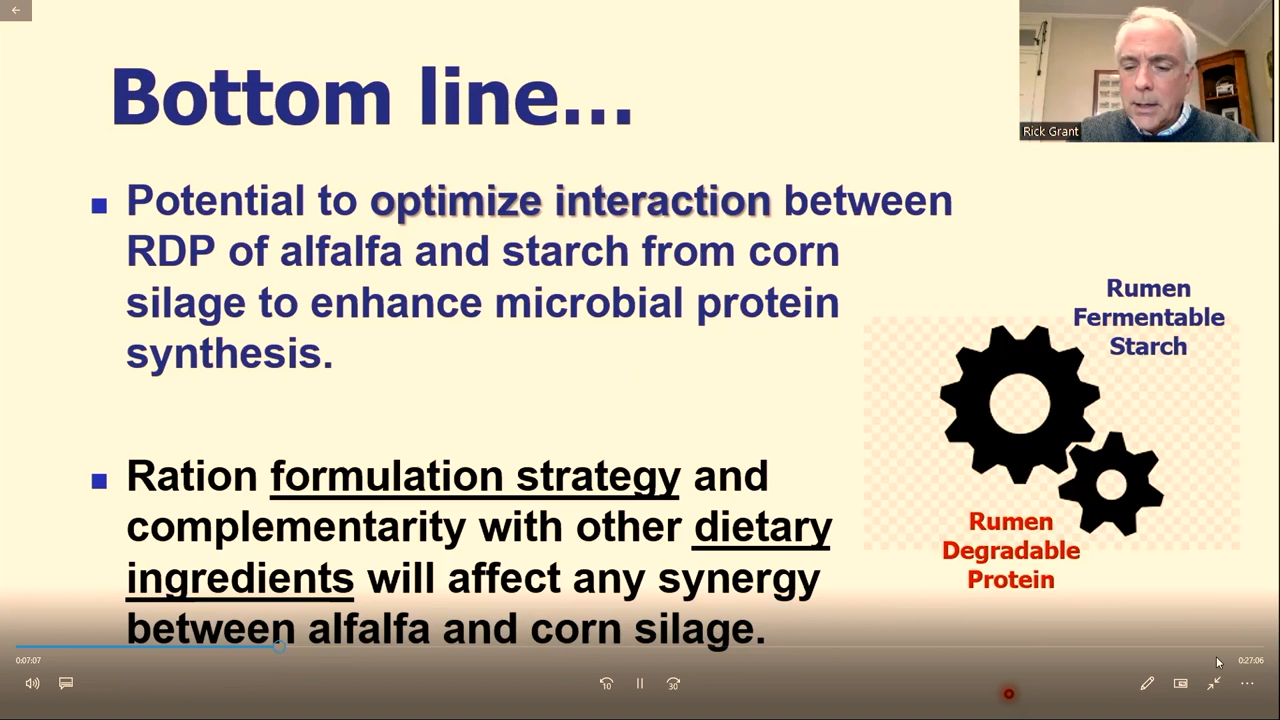 Bottom line...
Rick Grant
Potential to optimize interaction between
RDP of alfalfa and starch from corn
silage to enhance microbial protein
synthesis.
Rumen
Fermentable
Starch
Ration formulation strategy and
complementarity with other dietary
ingredients will affect any synergy
between alfalfa and corn silage.
Rumen
Degradable
Protein
0:07:07
0:27:06
10
30